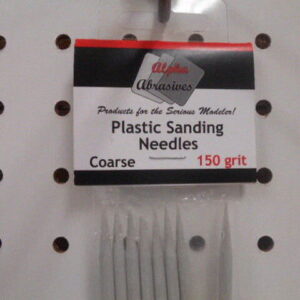 Alpha
Abrasives
Products for the Serious Modeler!
Plastic Sanding
Needles
Coarse 150 grit